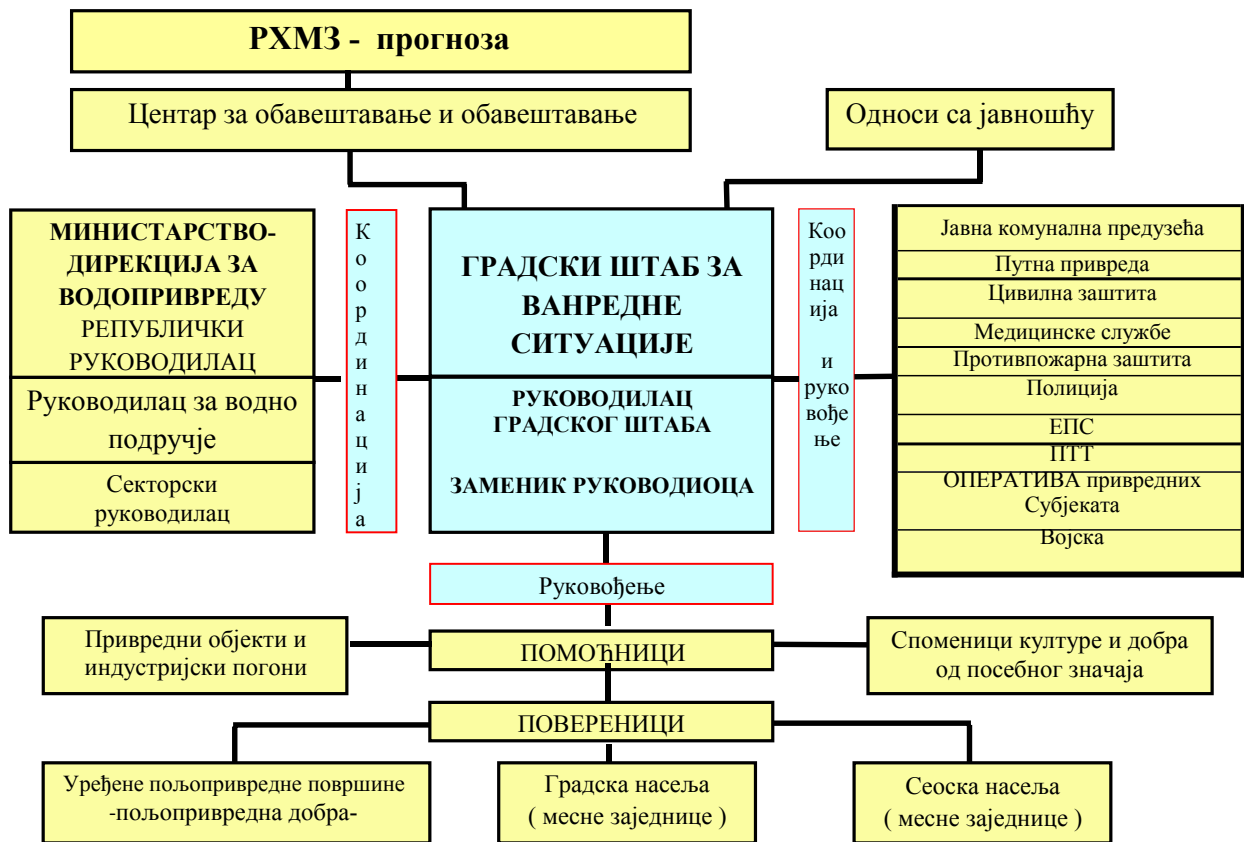 РХМЗ - прогноза
Центар за обавештавање и обавештавање
Односи са јавношћу
МИНИСТАРСТВО-
ДИРЕКЦИЈА ЗА
ВОДОПРИВРЕДУ
РЕПУБЛИЧКИ
РУКОВОДИЛАЦ
Руководилац за водно
подручје
Секторски
руководилац
К
о
о
р
д
и
н
а
ц
и
ј
а
ГРАДСКИ ШТАБ ЗА
ВАНРЕДНЕ
СИТУАЦИЈЕ
РУКОВОДИЛАЦ
ГРАДСКОГ ШТАБА
ЗАМЕНИК РУКОВОДИОЦА
Коо
рди
нац
ија
и
руко
вође
ње
Јавна комунална предузећа
Путна привреда
Цивилна заштита
Медицинске службе
Противпожарна заштита
Полиција
ЕПС
ПТТ
ОПЕРАТИВА привредних
Субјеката
Војска
Руковођење
Привредни објекти и
индустријски погони
ПОМОЋНИЦИ
Споменици културе и добра
од посебног значаја
ПОВЕРЕНИЦИ
Уређене пољопривредне површине
-пољопривредна добра-
Градска насеља
( месне заједнице )
Сеоска насеља
( месне заједнице )